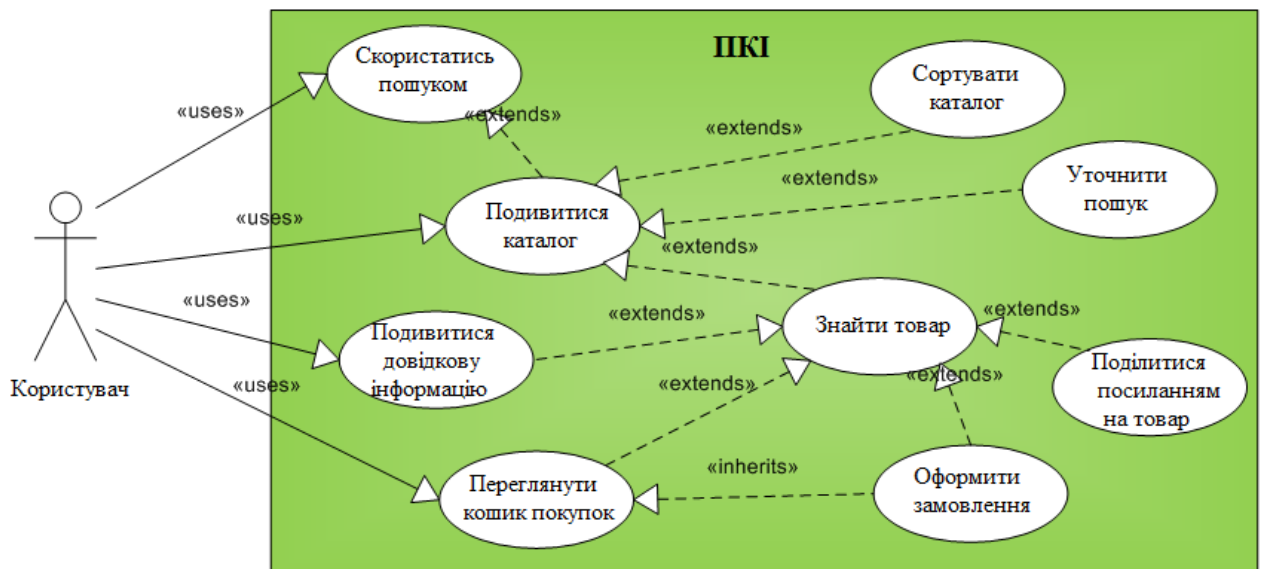 ПКІ
Скористатись
пошуком
Сортувати
каталог
«uses»
«extends»
«extends»
Уточнити
пошук
«extends»
«uses»
Подивитися
каталог
«extends»
«uses»
«extends»
Знайти товар
«extends»
Подивитися
довідкову
інформацію
Користувач
«uses»
«extends»
«extends»
Поділитися
посиланням
на товар
«inherits»
Переглянути
кошик покупок
Оформити
замовлення